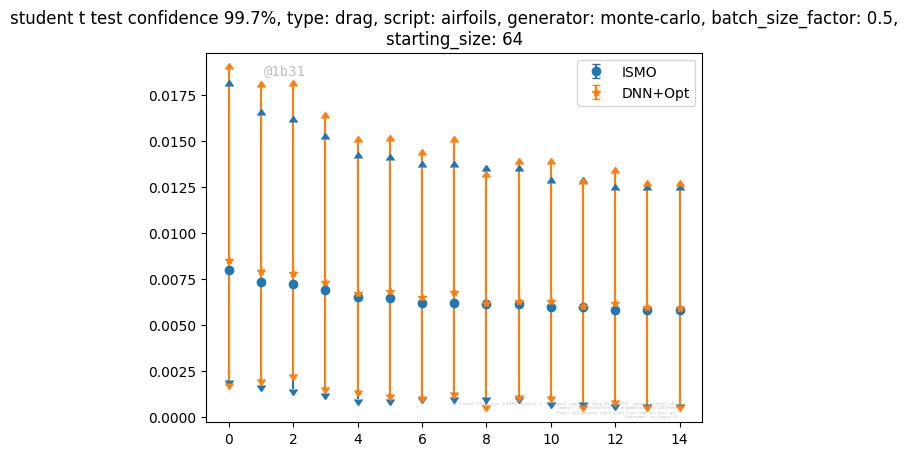 student t test confidence 99.7%, type: drag, script: airfoils, generator: monte-carlo, batch_size_factor: 0.5,
starting_size: 64
@1b31
ISMO
DNN+Opt
0.0175
0.0150
0.0125
0.0100
0.0075
0.0050
0.0025
0.0000
0 2 4 6 8 10 12 14